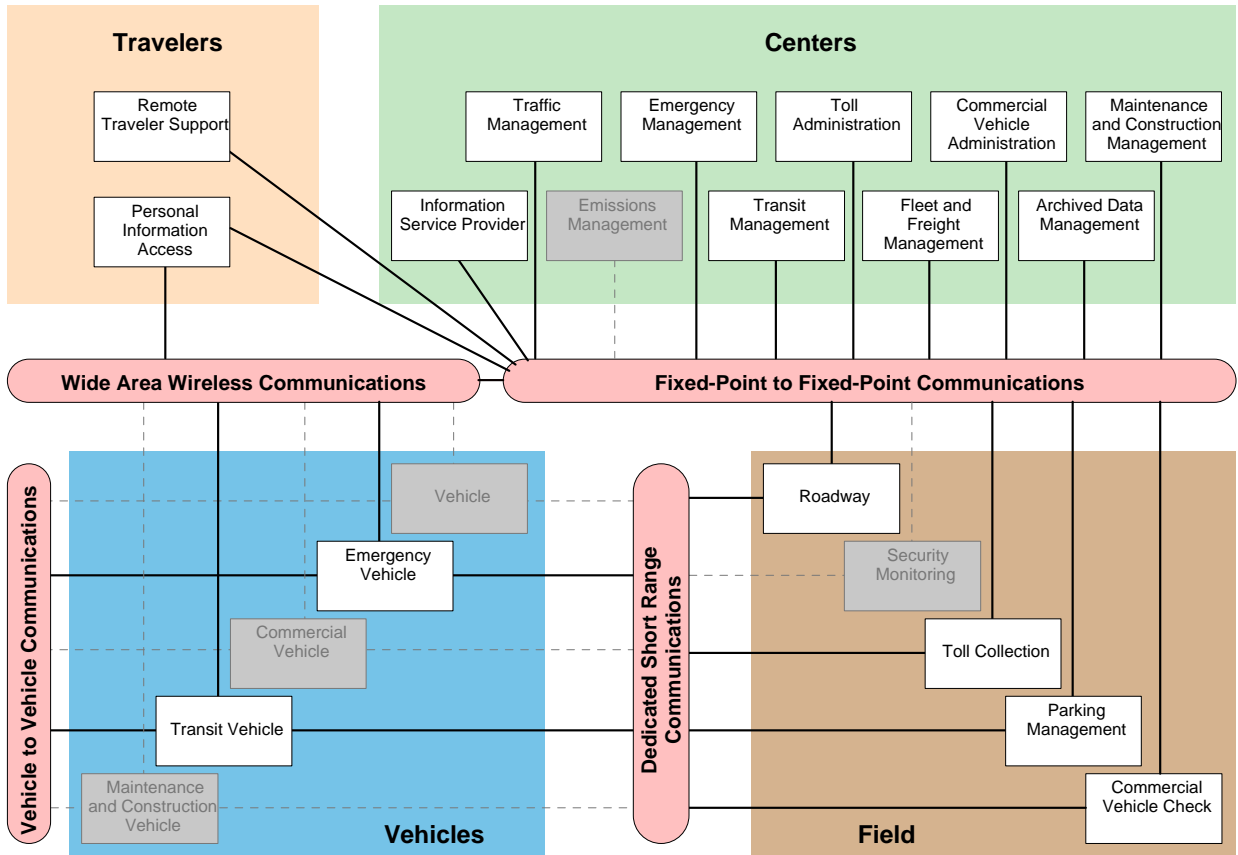 Travelers
Centers
Remote
Traveler Support
Traffic
Management
Emergency
Management
Toll
Administration
Commercial
Vehicle
Administration
Maintenance
and Construction
Management
Personal
Information
Access
Information
Service Provider
Emissions
Management
Transit
Management
Fleet and
Freight
Management
Archived Data
Management
Wide Area Wireless Communications
Fixed-Point to Fixed-Point Communications
Vehicle to Vehicle Communications
Vehicle
Emergency
Vehicle
Commercial
Vehicle
Transit Vehicle
Maintenance
and Construction
Vehicle
Vehicles
Dedicated Short Range
Communications
Roadway
Security
Monitoring
Toll Collection
Parking
Management
Commercial
Vehicle Check
Field